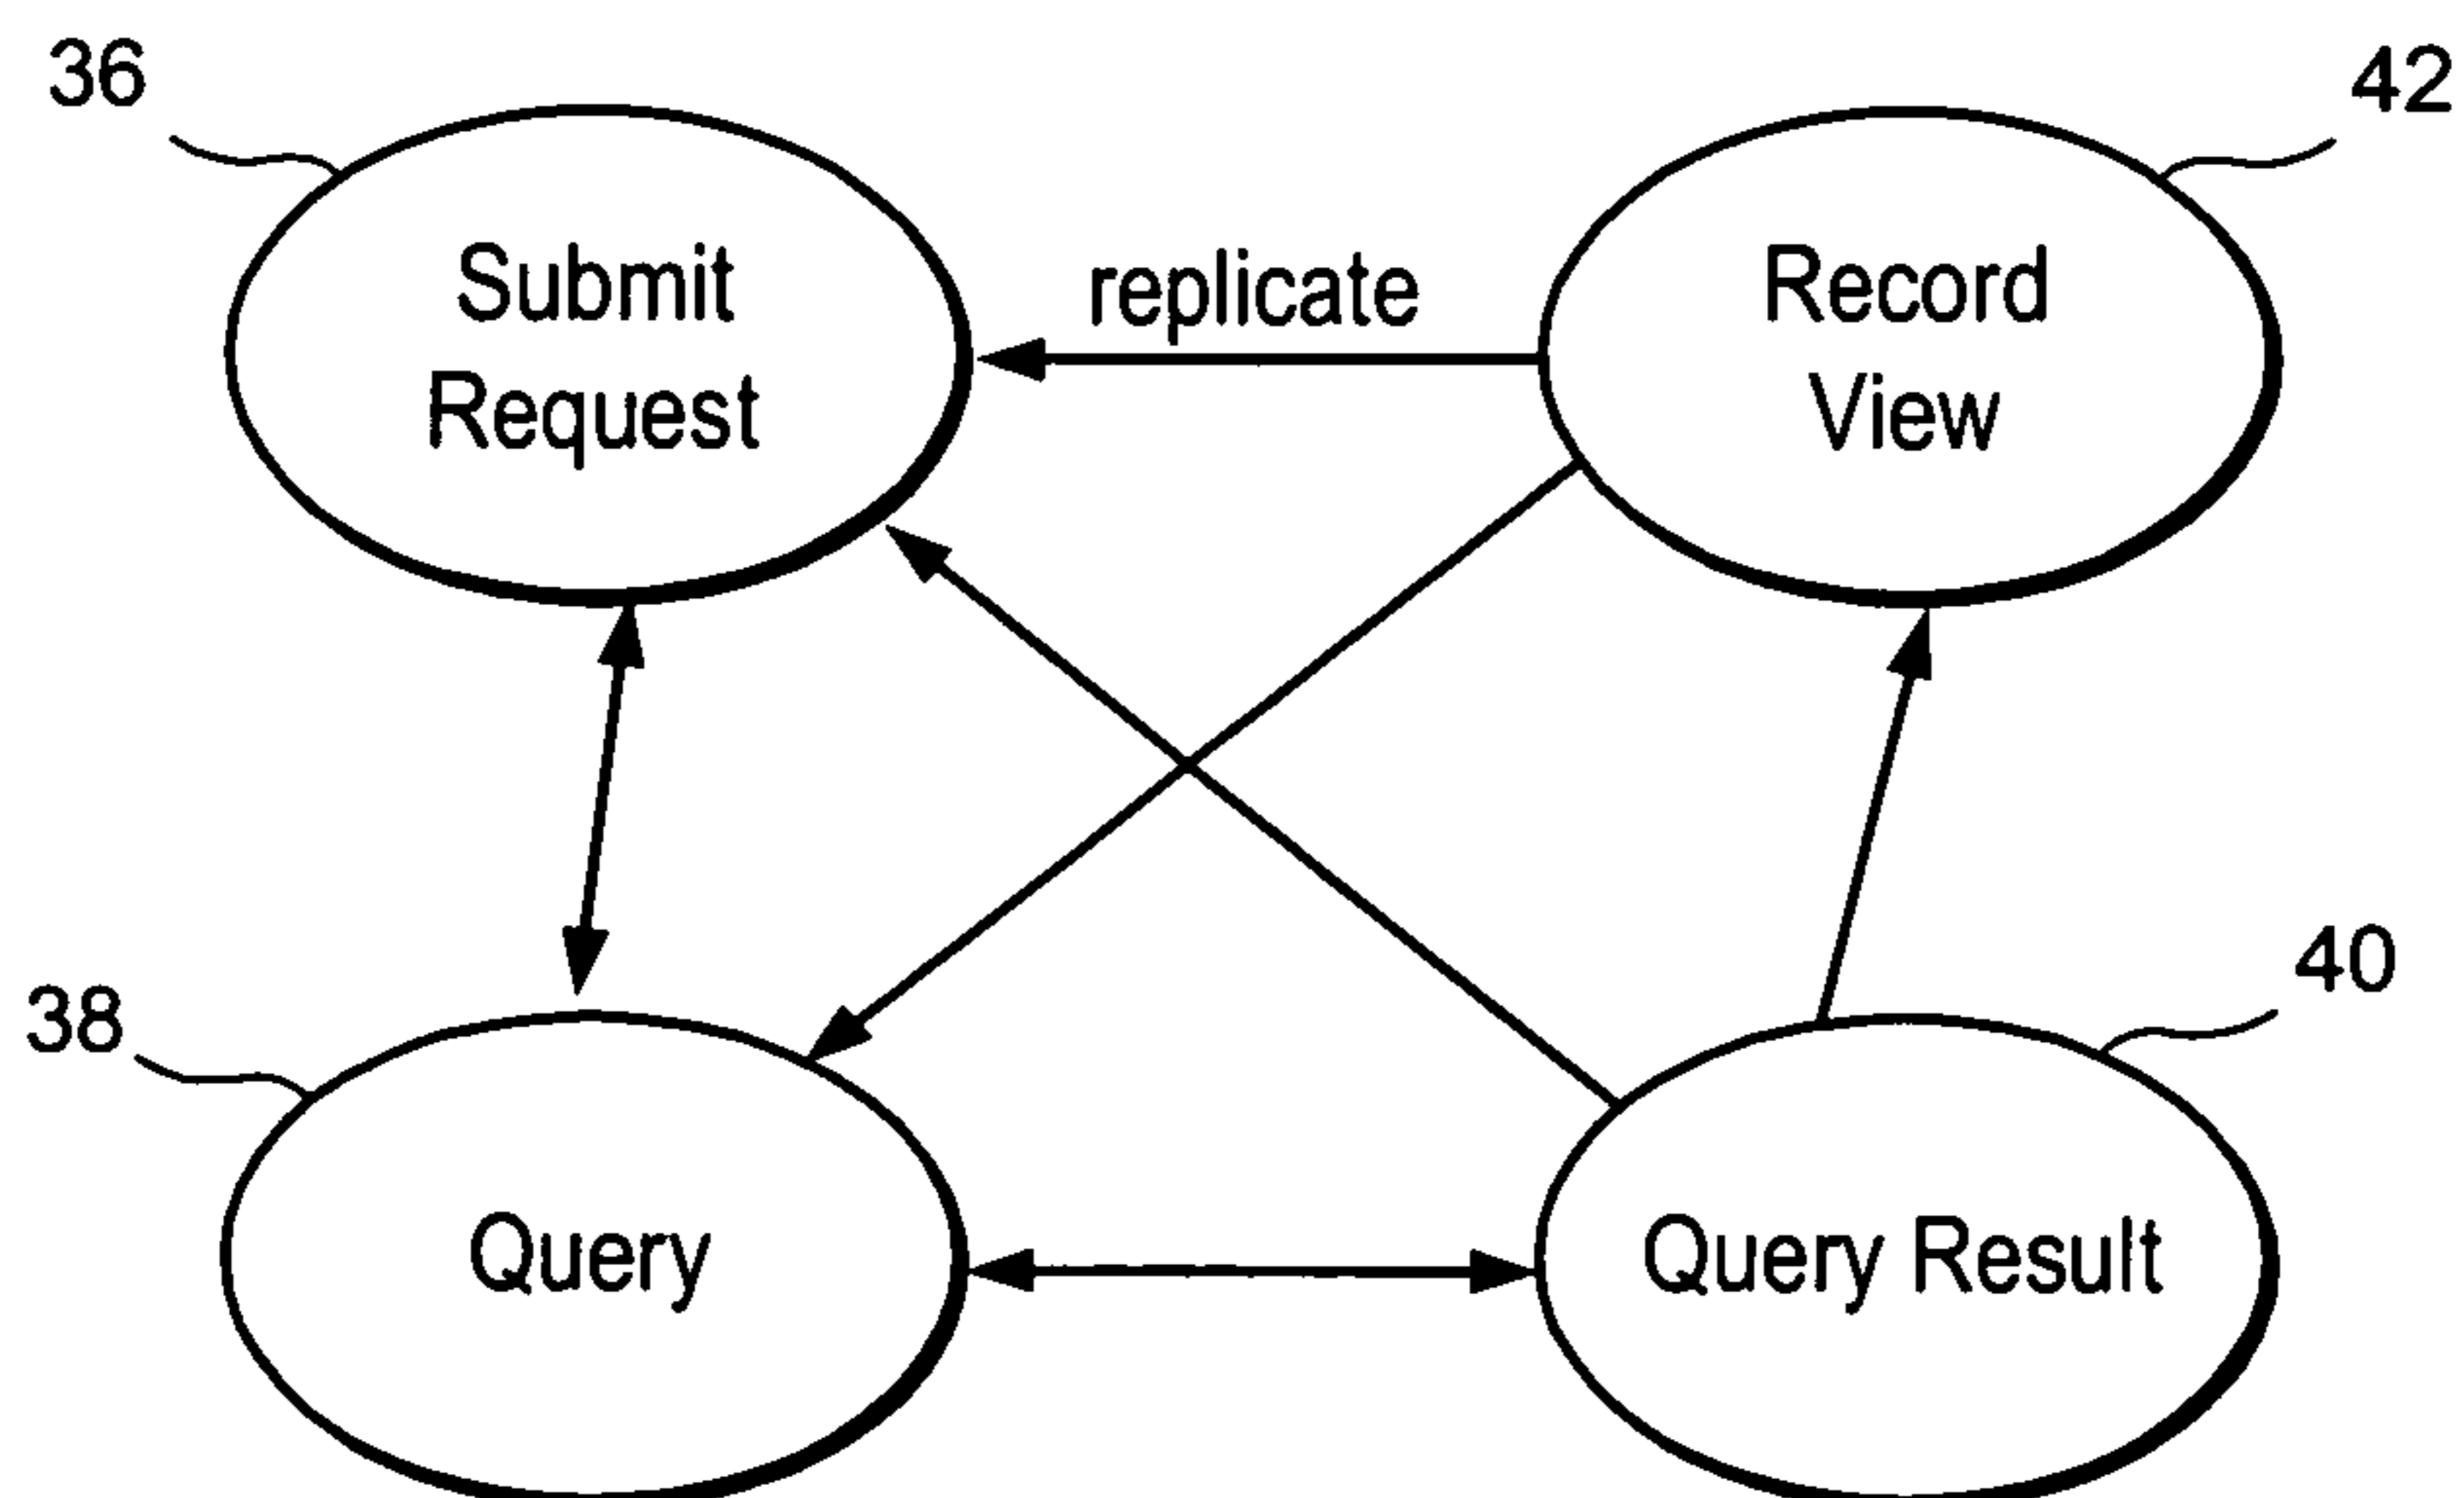 36
42
Submit
Request
replicate
Record
View
38
40
Query
Query Result